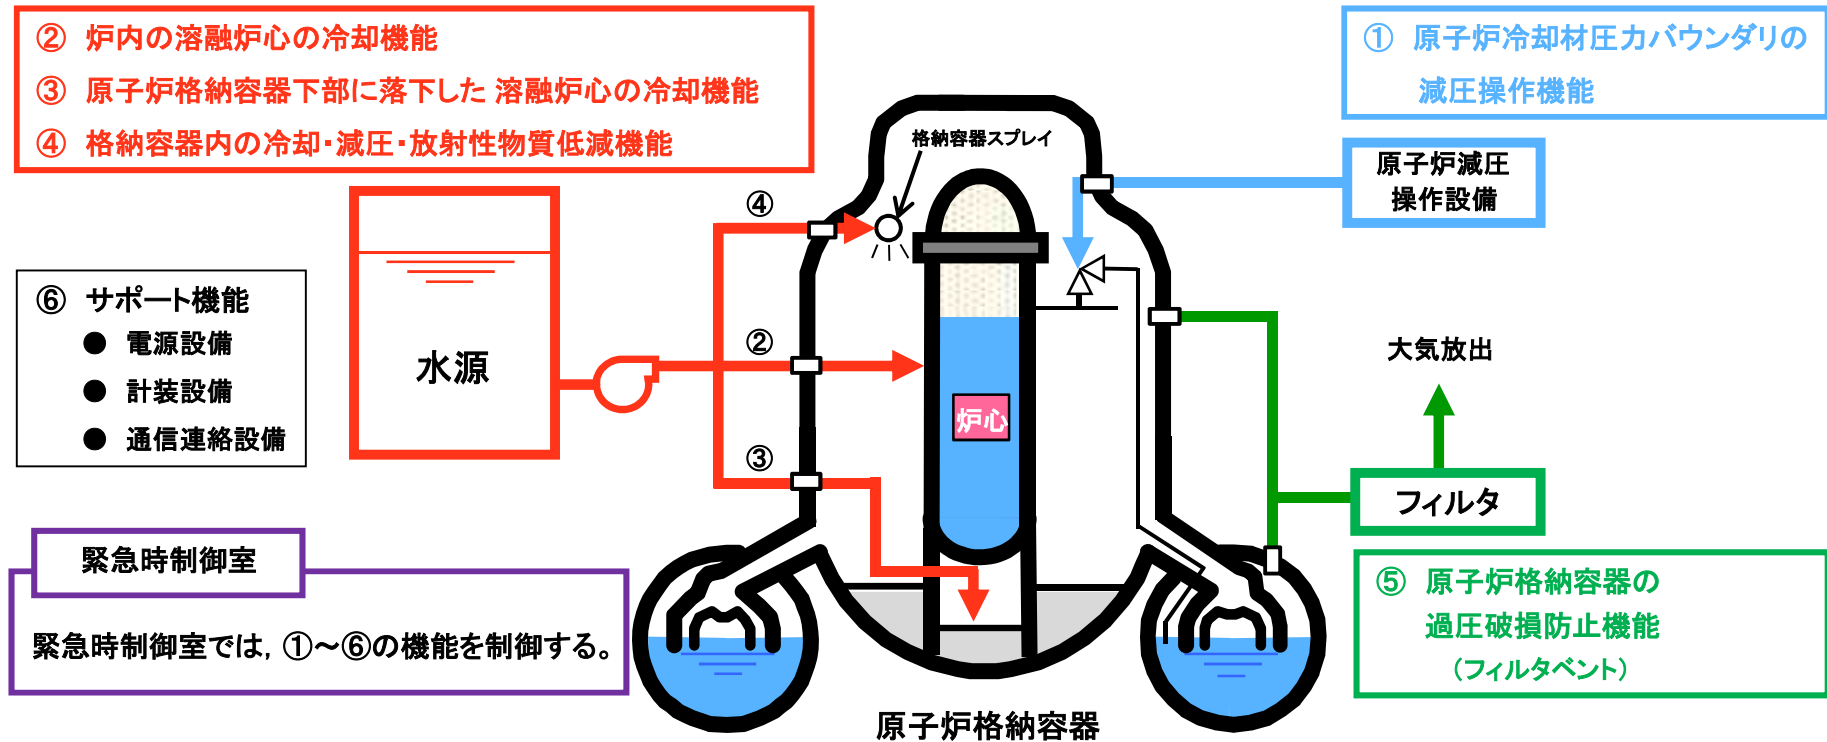 ② 炉内の溶融炉心の冷却機能
③ 原子炉格納容器下部に落下した 溶融炉心の冷却機能
④ 格納容器内の冷却・減圧・放射性物質低減機能
① 原子炉冷却材圧力バウンダリの
減圧操作機能
格納容器スプレイ
原子炉減圧
操作設備
④
⑥ サポート機能
● 電源設備
● 計装設備
● 通信連絡設備
水源
②
大気放出
炉心
③
フィルタ
緊急時制御室
緊急時制御室では，①～⑥の機能を制御する。
⑤ 原子炉格納容器の
過圧破損防止機能
（フィルタベント）
原子炉格納容器